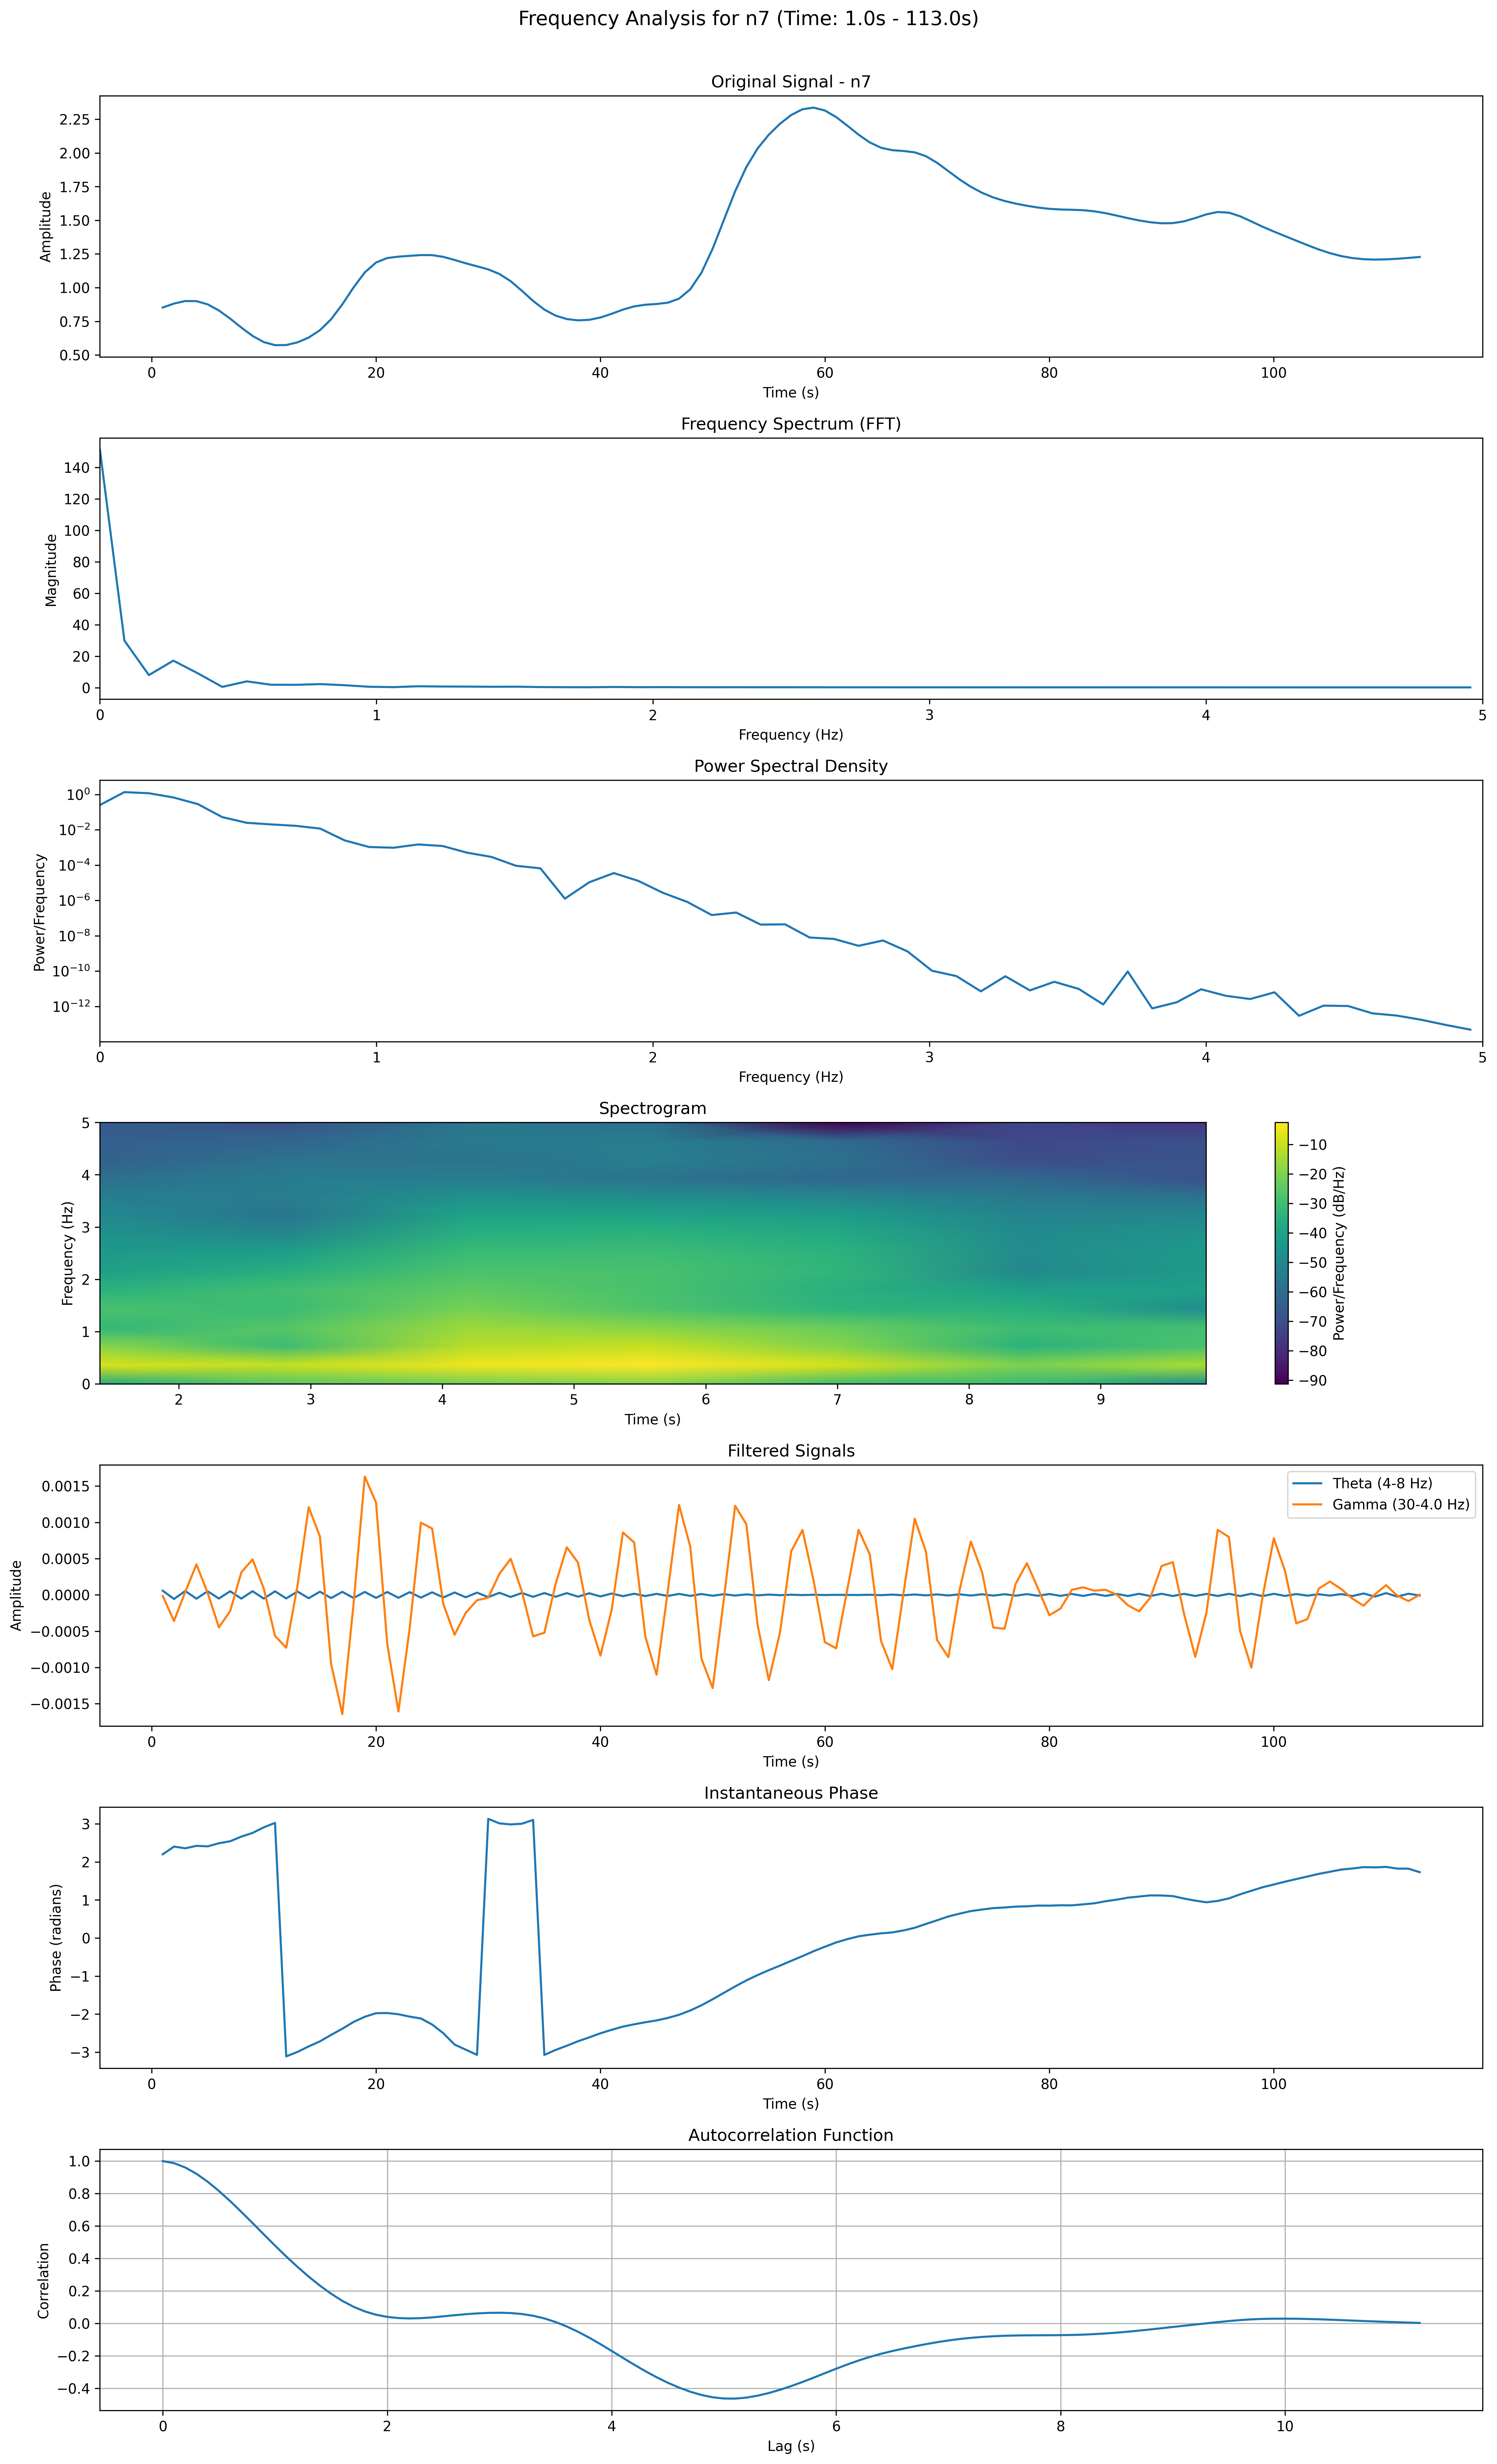 Frequency Analysis for n7 (Time: 1.0s - 113.0s)
Original Signal - n7
Amplitude
2.25
2.00
1.75
1.50
1.25
1.00
0.75
0.50
0 20 40 60 80 100
Time (s)
Frequency Spectrum (FFT)
Magnitude
140
120
100
80
60
40
20
0
0 1 2 3 4 5
Frequency (Hz)
Power Spectral Density
Power/Frequency
10⁰
10⁻²
10⁻⁴
10⁻⁶
10⁻⁸
10⁻¹⁰
10⁻¹²
0 1 2 3 4 5
Frequency (Hz)
Spectrogram
Frequency (Hz)
5
4
3
2
1
0
2 3 4 5 6 7 8 9
Time (s)
−10
−20
−30
−40
−50
−60
−70
−80
−90
Power/Frequency (dB/Hz)
Filtered Signals
Amplitude
0.0015
0.0010
0.0005
0.0000
−0.0005
−0.0010
−0.0015
Theta (4-8 Hz)
Gamma (30-4.0 Hz)
0 20 40 60 80 100
Time (s)
Instantaneous Phase
Phase (radians)
3
2
1
0
−1
−2
−3
0 20 40 60 80 100
Time (s)
Autocorrelation Function
Correlation
1.0
0.8
0.6
0.4
0.2
0.0
−0.2
−0.4
0 2 4 6 8 10
Lag (s)